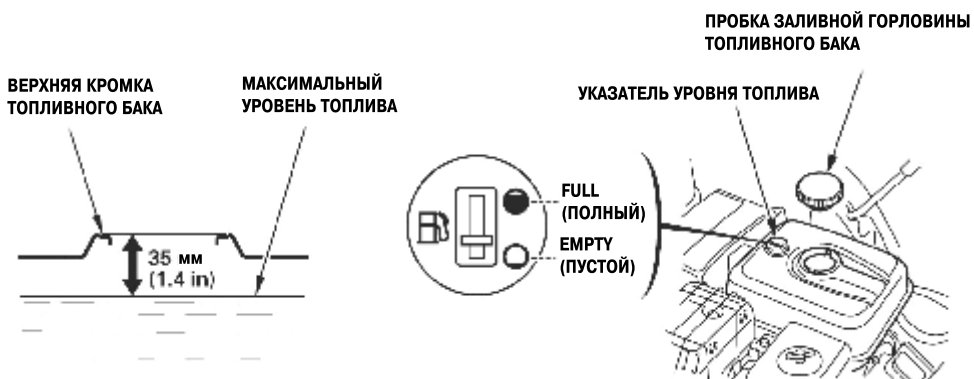 ВЕРХНЯЯ КРОМКА
ТОПЛИВНОГО БАКА
МАКСИМАЛЬНЫЙ
УРОВЕНЬ ТОПЛИВА
35 мм
(1.4 in)
ПРОБКА ЗАЛИВНОЙ ГОРЛОВИНЫ
ТОПЛИВНОГО БАКА
УКАЗАТЕЛЬ УРОВНЯ ТОПЛИВА
FULL
(ПОЛНЫЙ)
EMPTY
(ПУСТОЙ)